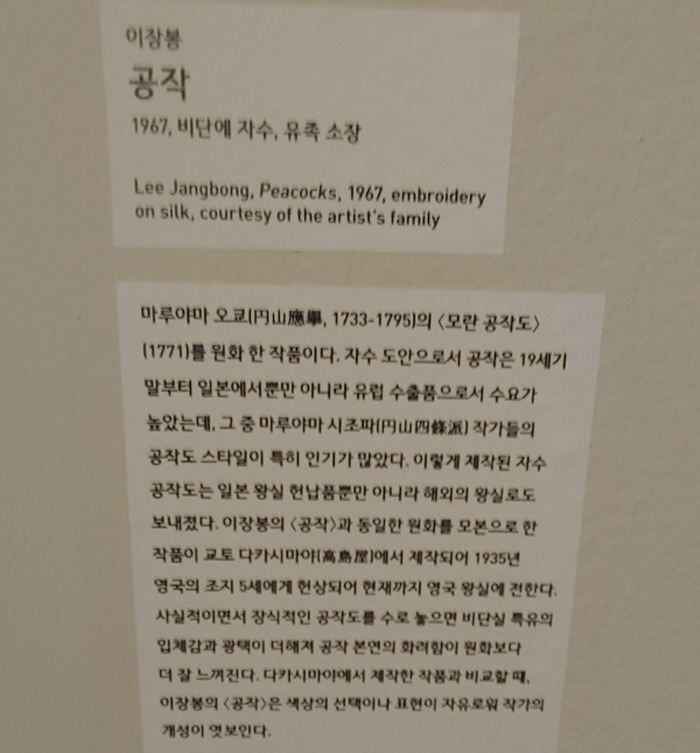 이장봉
공작
1967, 비단에 자수, 유족 소장
Lee Jangbong, Peacocks, 1967, embroidery
on silk, courtesy of the artist's family
마루야마 오쿄(円山應擧, 1733-1795)의 〈모란 공작도〉
(1771)를 원화 한 작품이다. 자수 도안으로서 공작은 19세기
말부터 일본에서뿐만 아니라 유럽 수출품으로서 수요가
높았는데, 그 중 마루야마 시조파(円山四條派) 작가들의
공작도 스타일이 특히 인기가 많았다. 이렇게 제작된 자수
공작도는 일본 왕실 헌납품뿐만 아니라 해외의 왕실로도
보내졌다. 이장봉의 〈공작〉과 동일한 원화를 모본으로 한
작품이 교토 다카시마야(高島屋)에서 제작되어 1935년
영국의 조지 5세에게 헌상되어 현재까지 영국 왕실에 전한다.
사실적이면서 장식적인 공작도를 수로 놓으면 비단실 특유의
입체감과 광택이 더해져 공작 본연의 화려함이 원화보다
더 잘 느껴진다. 다카시마야에서 제작한 작품과 비교할 때,
이장봉의 〈공작〉은 색상의 선택이나 표현이 자유로워 작가의
개성이 엿보인다.